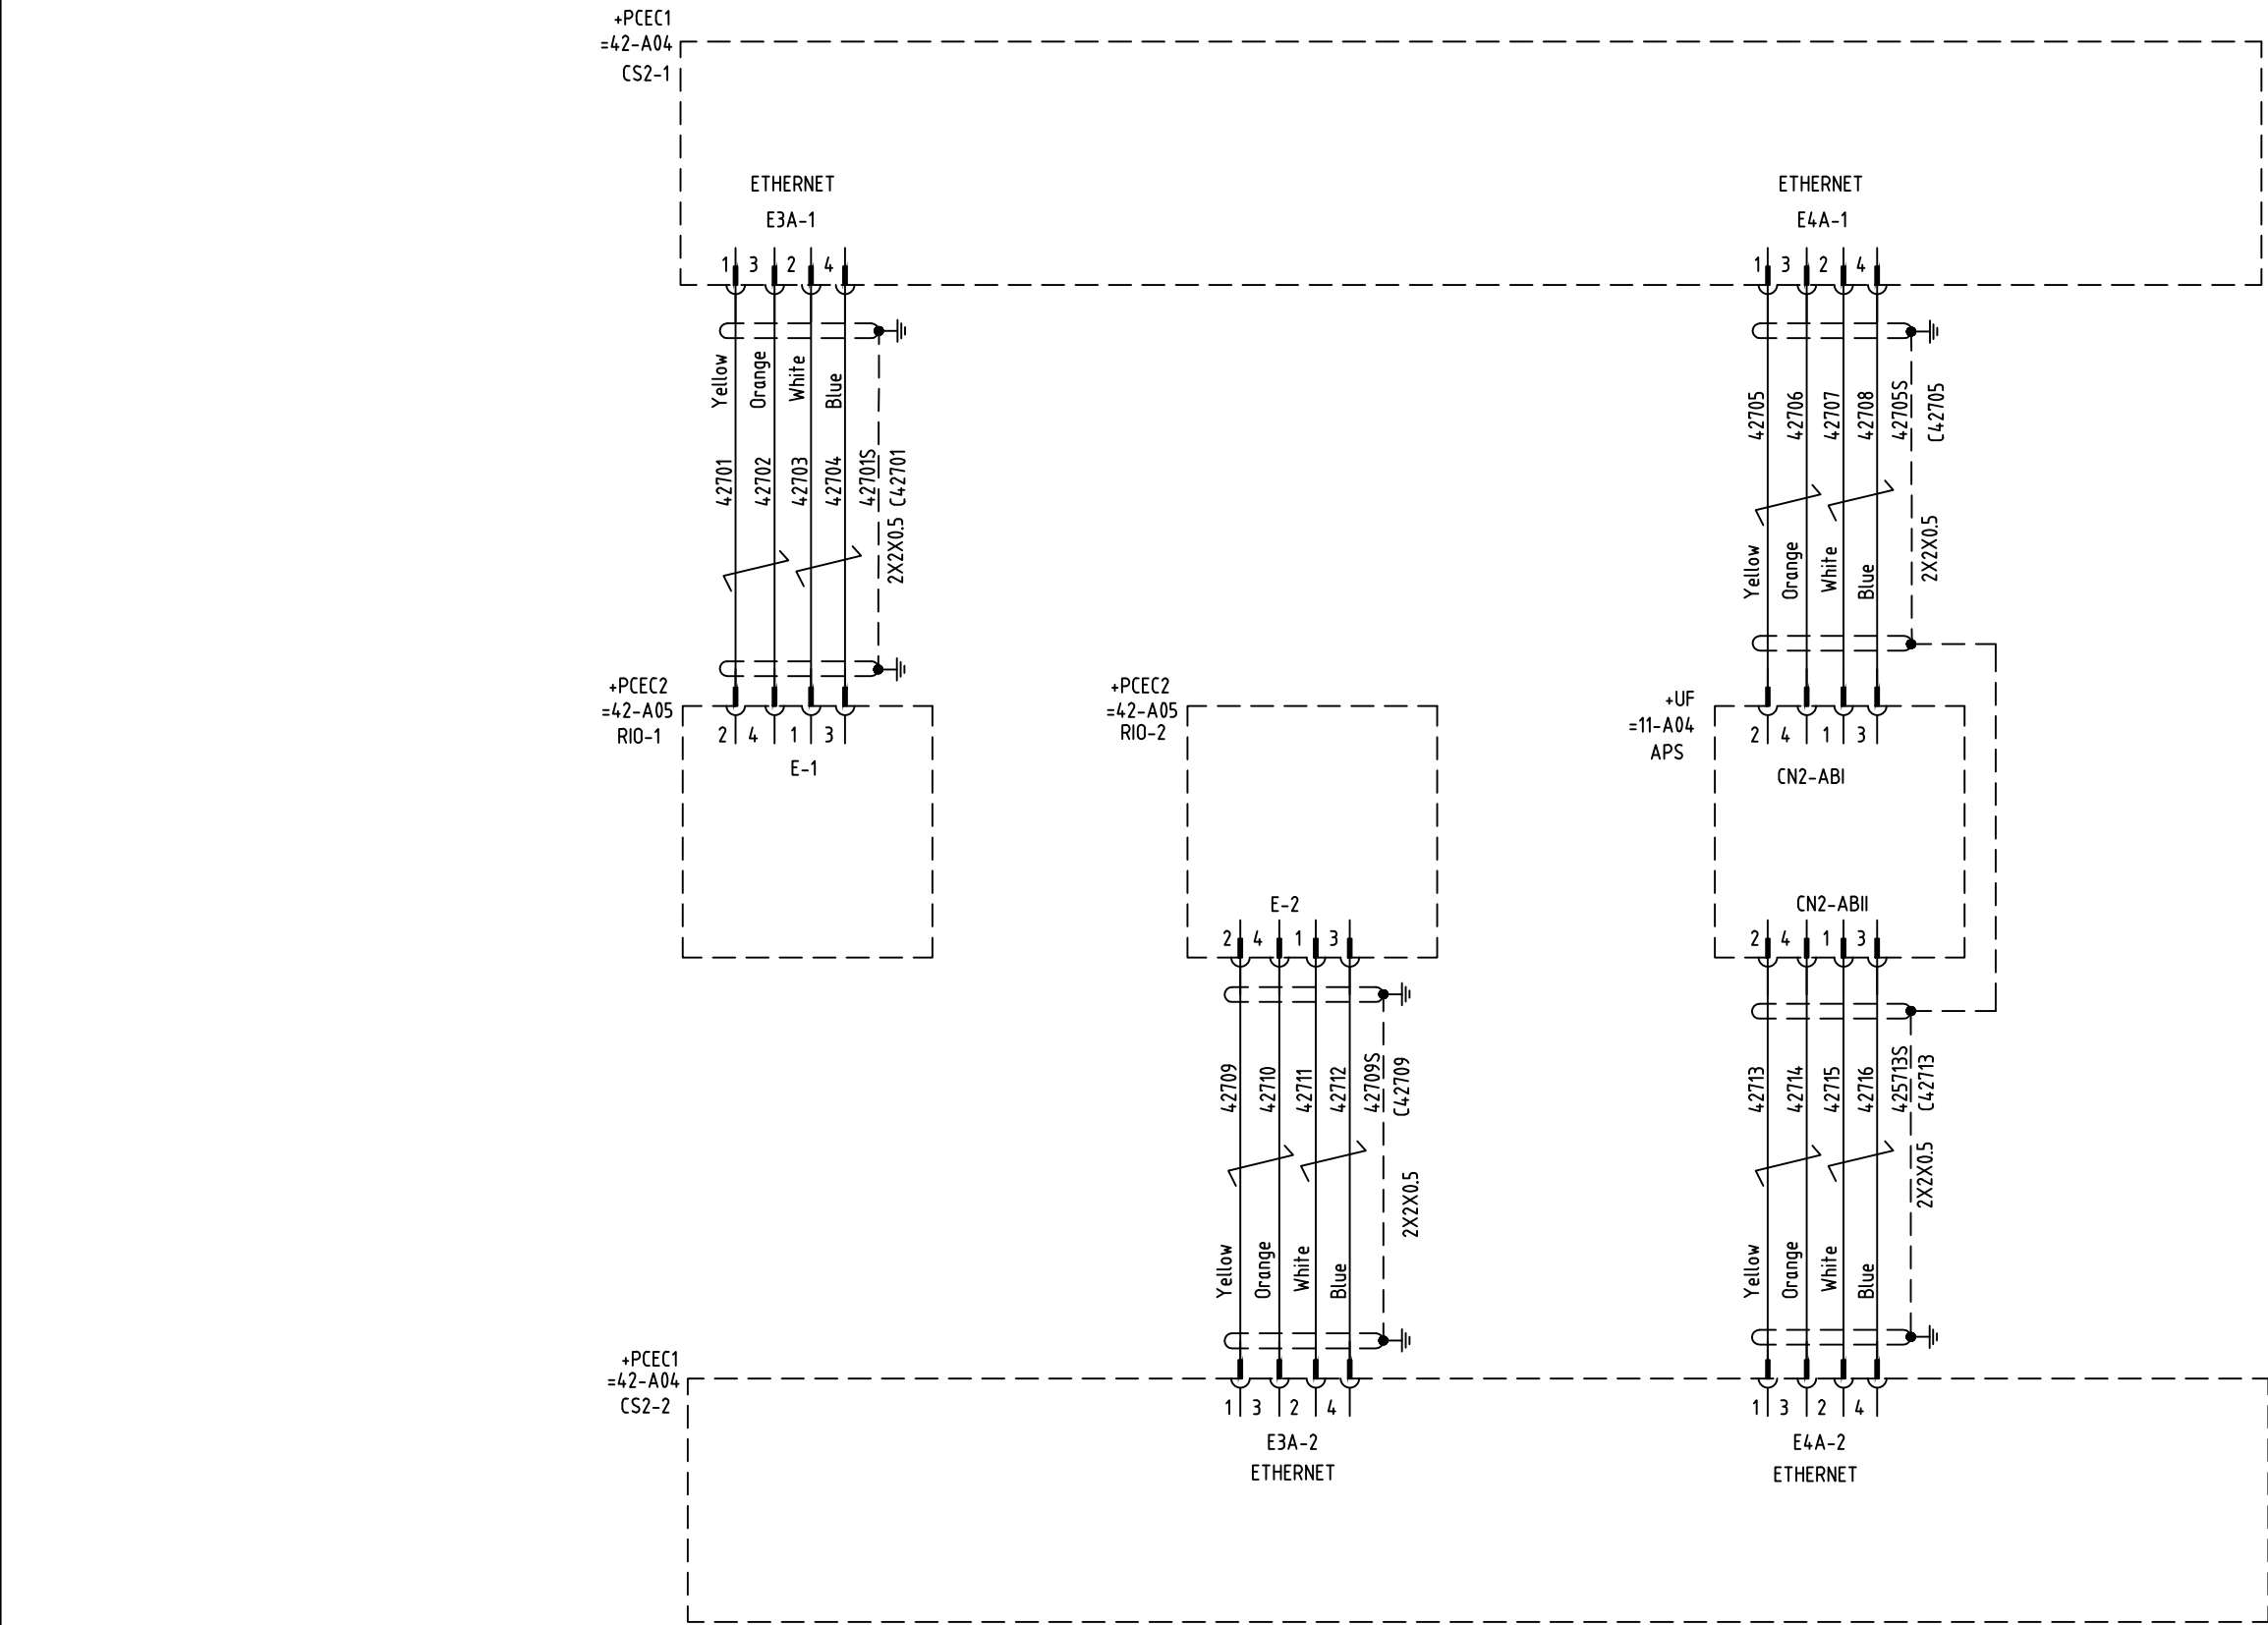 +PCEC1
=42-A04
CS2-1
ETHERNET
E3A-1
1 3 2 4
ETHERNET
E4A-1
1 3 2 4
Yellow
Orange
White
Blue
42701
42702
42703
42704
42701S
C42701
2X2X0.5
42705
42706
42707
42708
42705S
C42705
Yellow
Orange
White
Blue
2X2X0.5
+PCEC2
=42-A05
RIO-1
2 4 1 3
E-1
+PCEC2
=42-A05
RIO-2
E-2
2 4 1 3
+UF
=11-A04
APS
2 4 1 3
CN2-ABI
CN2-ABII
2 4 1 3
42709
42710
42711
42712
42709S
C42709
Yellow
Orange
White
Blue
2X2X0.5
42713
42714
42715
42716
425713S
C42713
Yellow
Orange
White
Blue
2X2X0.5
+PCEC1
=42-A04
CS2-2
1 3 2 4
E3A-2
ETHERNET
1 3 2 4
E4A-2
ETHERNET